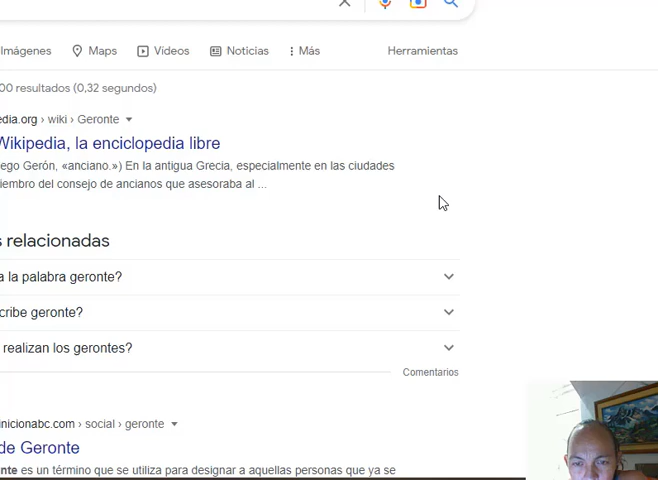 Imágenes Maps Vídeos Noticias Más Herramientas
00 resultados (0,32 segundos)
edia.org › wiki › Geronte
Wikipedia, la enciclopedia libre
ego Gerón, «anciano.») En la antigua Grecia, especialmente en las ciudades
iembro del consejo de ancianos que asesoraba al ...
s relacionadas
a la palabra geronte?
cribe geronte?
realizan los gerontes?
Comentarios
inicionabc.com › social › geronte
de Geronte
nte es un término que se utiliza para designar a aquellas personas que ya se